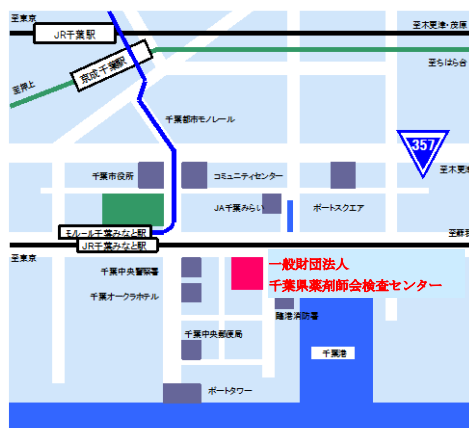 至東京
JR千葉駅
至木更津・茂原
京成千葉駅
至ちはら台
至押上
千葉都市モノレール
357
千葉市役所
コミュニティセンター
至木更津
JA千葉みらい
ポートスクエア
モルール千葉みなと駅
JR千葉みなと駅
至蘇我
至東京
千葉中央警察署
一般財団法人
千葉県薬剤師会検査センター
千葉オークラホテル
臨港消防署
千葉中央郵便局
千葉港
ポートタワー